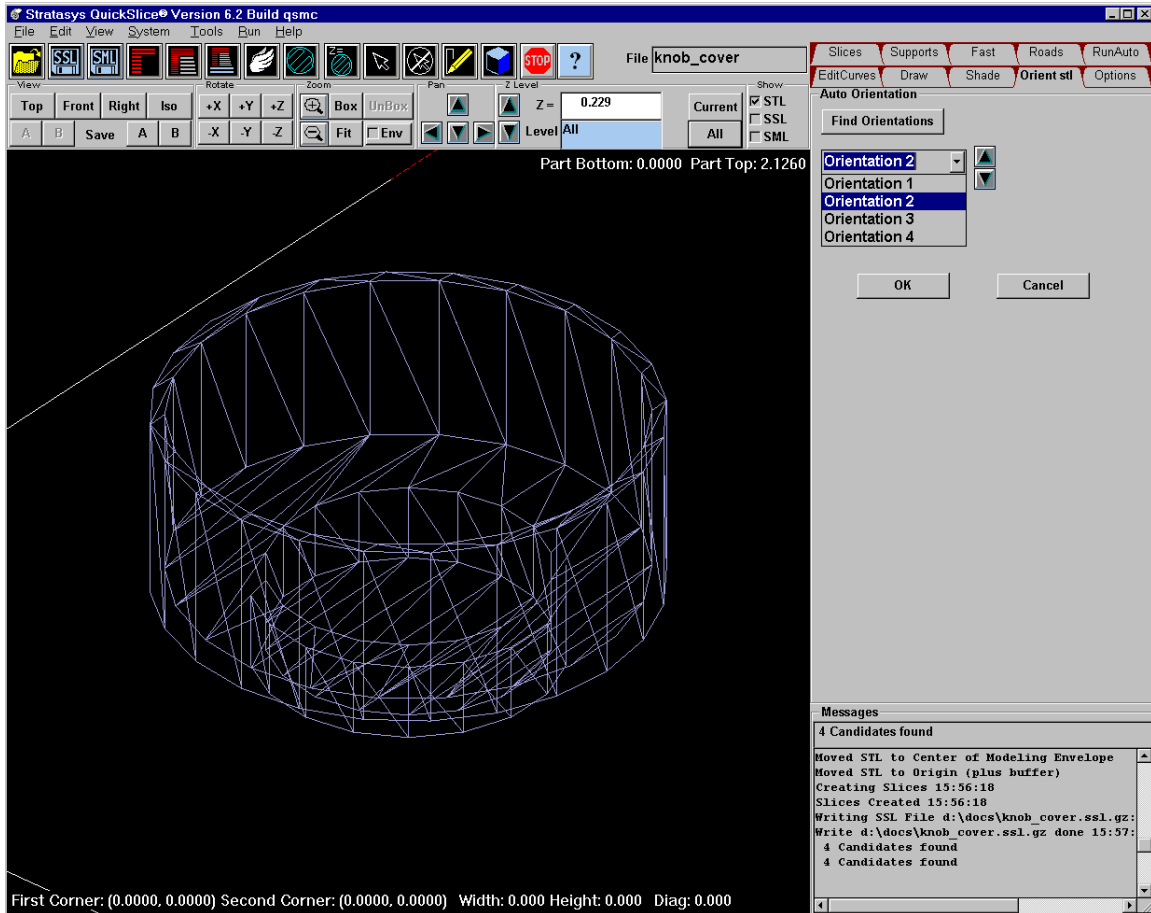 Stratasys QuickSlice® Version 6.2 Build qsmc
File Edit View System Tools Run Help
SSL SML Z= STOP ?
File knob_cover
View
Top Front Right Iso
A B Save A B
Rotate
+X +Y +Z
-X -Y -Z
Zoom
Box UnBox
Fit Env
Pan
Z Level
Z = 0.229
Level All
Current
All
Show
STL
SSL
SML
Slices Supports Fast Roads RunAuto
EditCurves Draw Shade Orient stl Options
Auto Orientation
Find Orientations
Orientation 2
Orientation 1
Orientation 2
Orientation 3
Orientation 4
OK Cancel
Part Bottom: 0.0000 Part Top: 2.1260
Messages
4 Candidates found
Moved STL to Center of Modeling Envelope
Moved STL to Origin (plus buffer)
Creating Slices 15:56:18
Slices Created 15:56:18
Writing SSL File d:\docs\knob_cover.ssl.gz:
Write d:\docs\knob_cover.ssl.gz done 15:57:
4 Candidates found
4 Candidates found
First Corner: (0.0000, 0.0000) Second Corner: (0.0000, 0.0000) Width: 0.000 Height: 0.000 Diag: 0.000